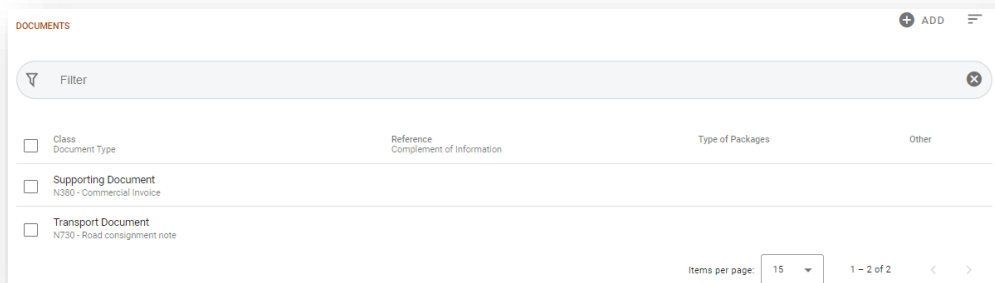 DOCUMENTS
ADD
Filter
Class Reference Type of Packages Other
Document Type Complement of Information
Supporting Document
N380 - Commercial Invoice
Transport Document
N730 - Road consignment note
Items per page: 15 1 – 2 of 2